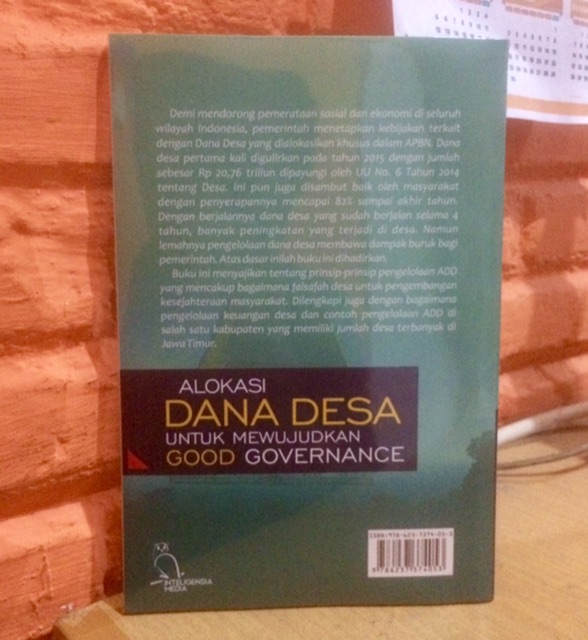 Demi mendorong pemerataan sosial dan ekonomi di seluruh
wilayah Indonesia, pemerintah menetapkan kebijakan terkait
dengan Dana Desa yang dialokasikan khusus dalam APBN. Dana
desa pertama kali digulirkan pada tahun 2015 dengan jumlah
sebesar Rp 20,76 triliun dipayungi oleh UU No. 6 Tahun 2014
tentang Desa. Ini pun juga disambut baik oleh masyarakat
dengan penyerapannya mencapai 82% sampai akhir tahun.
Dengan berjalannya dana desa yang sudah berjalan selama 4
tahun, banyak peningkatan yang terjadi di desa. Namun
lemahnya pengelolaan dana desa membawa dampak buruk bagi
pemerintah. Atas dasar inilah buku ini dihadirkan.
Buku ini menyajikan tentang prinsip-prinsip pengelolaan ADD
yang mencakup bagaimana falsafah desa untuk pengembangan
kesejahteraan masyarakat. Dilengkapi juga dengan bagaimana
pengelolaan keuangan desa dan contoh pengelolaan ADD di
salah satu kabupaten yang memiliki jumlah desa terbanyak di
Jawa Timur.
ALOKASI
DANA DESA
UNTUK MEWUJUDKAN
GOOD GOVERNANCE
INTELIGENSIA
MEDIA